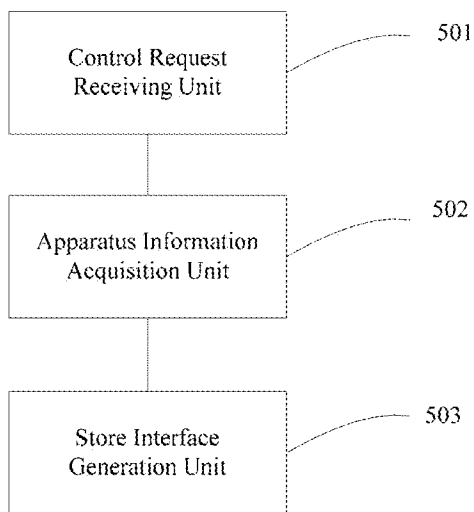 Control Request
Receiving Unit
501
Apparatus Information
Acquisition Unit
502
Store Interface
Generation Unit
503